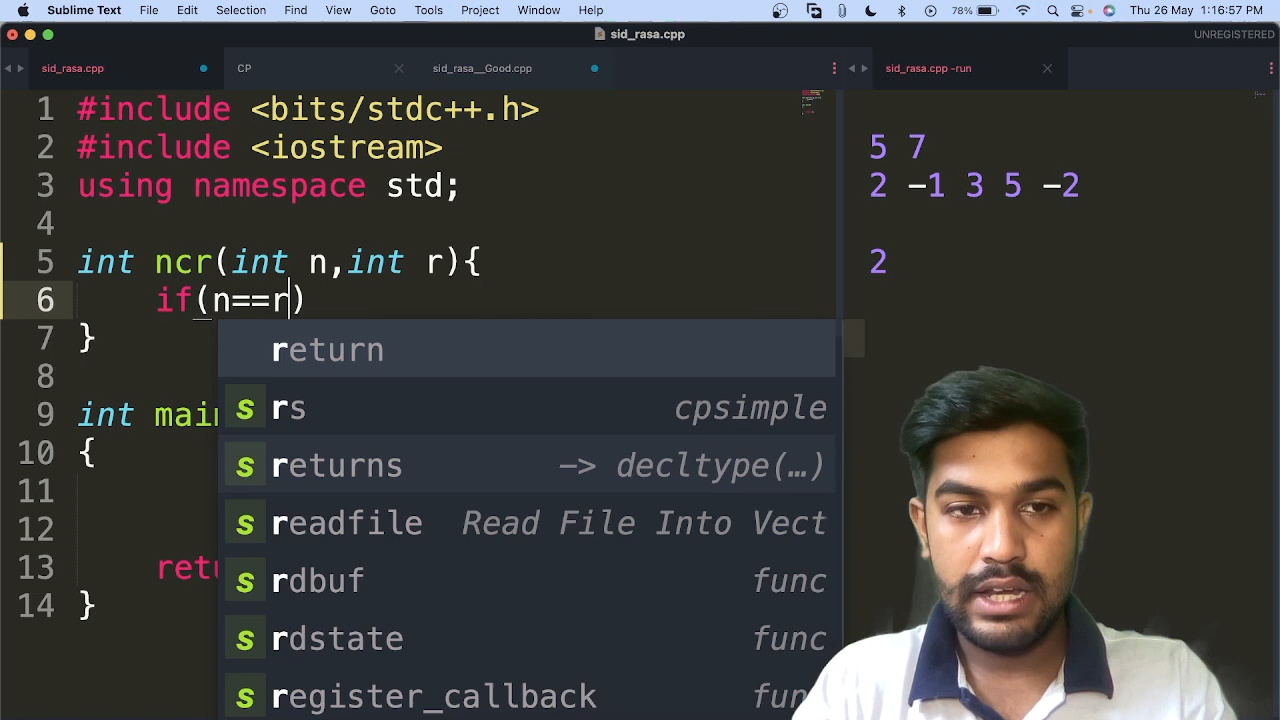 Sublime Text File Edit Selection Find View Goto Tools Project Window Help 78% Thu 26 May 1:16:57 PM
sid_rasa.cpp UNREGISTERED
sid_rasa.cpp CP sid_rasa__Good.cpp sid_rasa.cpp -run
1 #include <bits/stdc++.h>
2 #include <iostream>
3 using namespace std;
4
5 int ncr(int n,int r){
6 if(n==r)
7 }
8
9 int main
10 {
11
12
13 retu
14 }
return
s rs cpsimple
s returns -> decltype(…)
s readfile Read File Into Vect
s rdbuf func
s rdstate func
s register_callback func
5 7
2 -1 3 5 -2
2